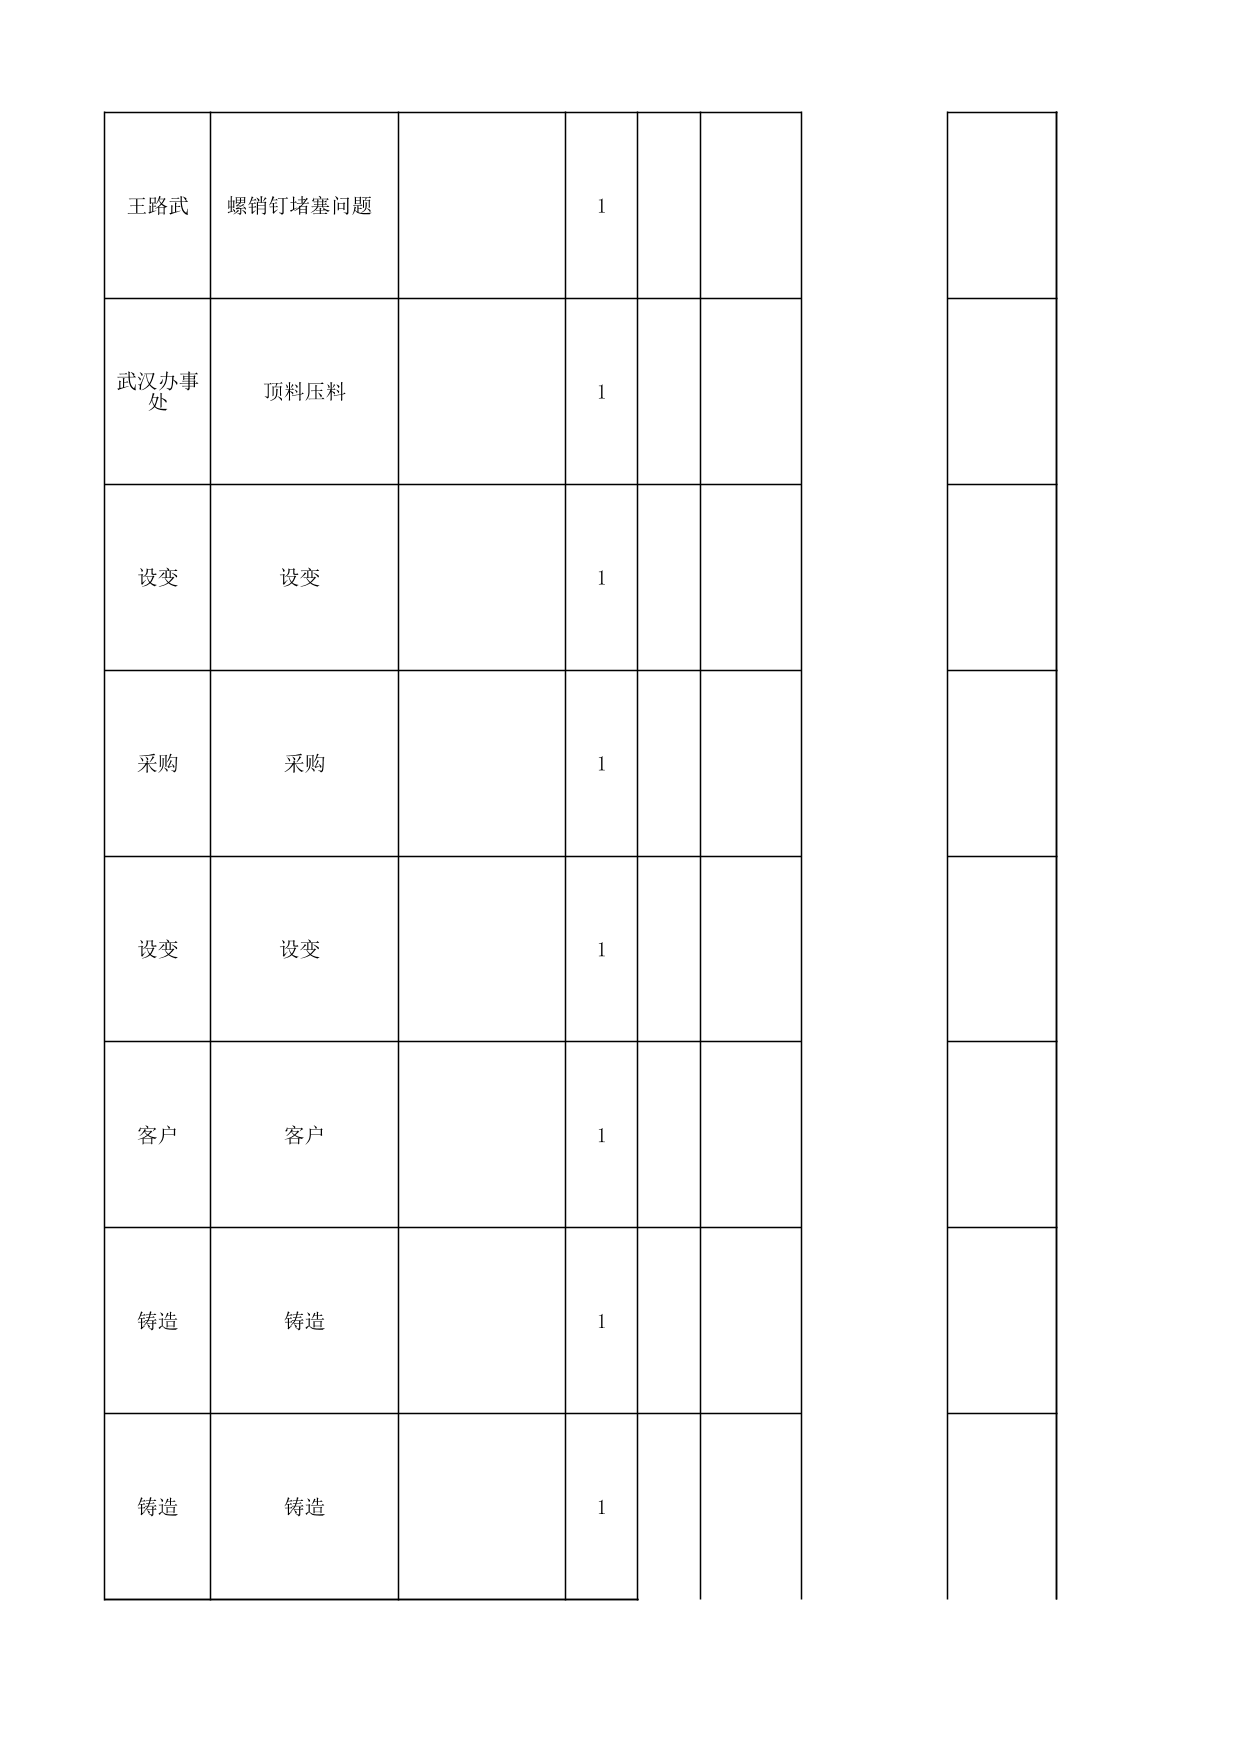 王路武 螺销钉堵塞问题 1
武汉办事
处 顶料压料 1
设变 设变 1
采购 采购 1
设变 设变 1
客户 客户 1
铸造 铸造 1
铸造 铸造 1